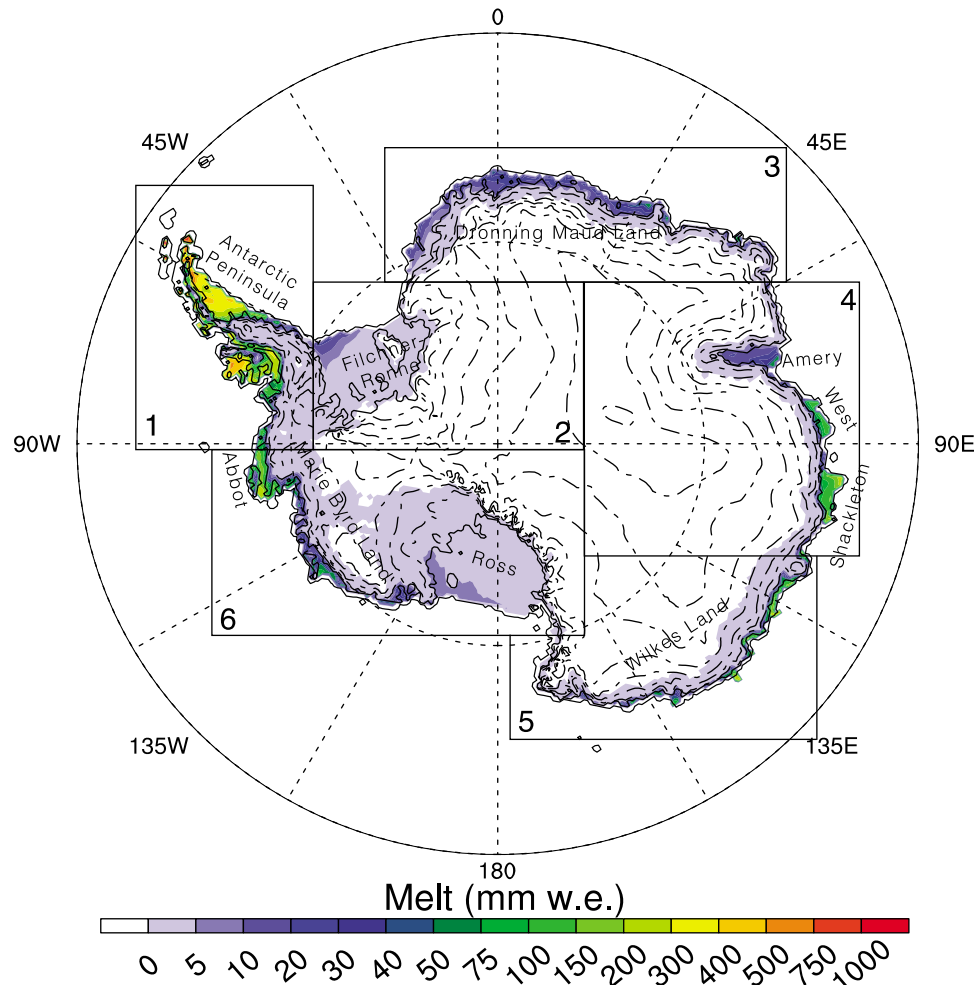 0
45W
45E
3
Antarctic
Peninsula
Dronning Maud Land
4
Filchner-
Ronne
Amery
West
1
2
90W
90E
Abbot
Marie Byrd Land
Shackleton
Ross
6
Wilkes Land
5
135W
135E
180
Melt (mm w.e.)
0 5 10 20 30 40 50 75 100 150 200 300 400 500 750 1000